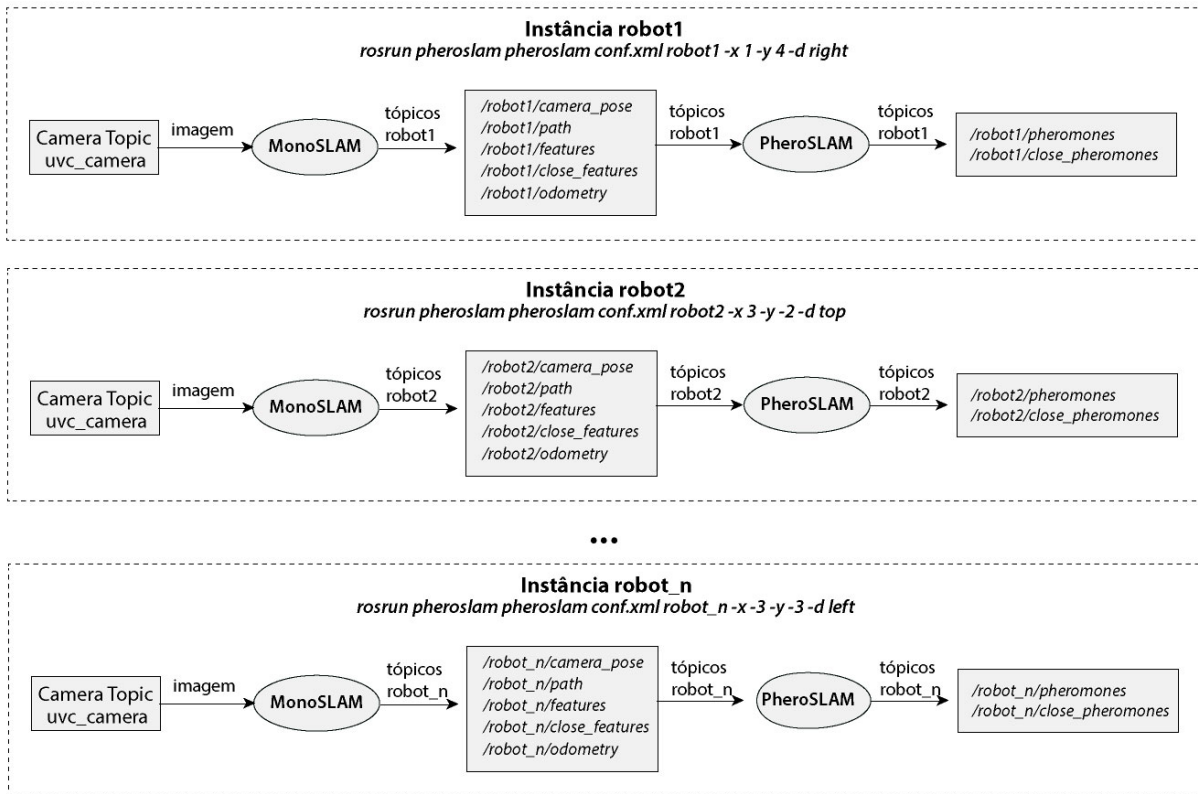 Instância robot1
rosrun pheroslam pheroslam conf.xml robot1 -x 1 -y 4 -d right
Camera Topic
uvc_camera
imagem
MonoSLAM
tópicos
robot1
/robot1/camera_pose
/robot1/path
/robot1/features
/robot1/close_features
/robot1/odometry
tópicos
robot1
PheroSLAM
tópicos
robot1
/robot1/pheromones
/robot1/close_pheromones
Instância robot2
rosrun pheroslam pheroslam conf.xml robot2 -x 3 -y -2 -d top
Camera Topic
uvc_camera
imagem
MonoSLAM
tópicos
robot2
/robot2/camera_pose
/robot2/path
/robot2/features
/robot2/close_features
/robot2/odometry
tópicos
robot2
PheroSLAM
tópicos
robot2
/robot2/pheromones
/robot2/close_pheromones
...
Instância robot_n
rosrun pheroslam pheroslam conf.xml robot_n -x -3 -y -3 -d left
Camera Topic
uvc_camera
imagem
MonoSLAM
tópicos
robot_n
/robot_n/camera_pose
/robot_n/path
/robot_n/features
/robot_n/close_features
/robot_n/odometry
tópicos
robot_n
PheroSLAM
tópicos
robot_n
/robot_n/pheromones
/robot_n/close_pheromones